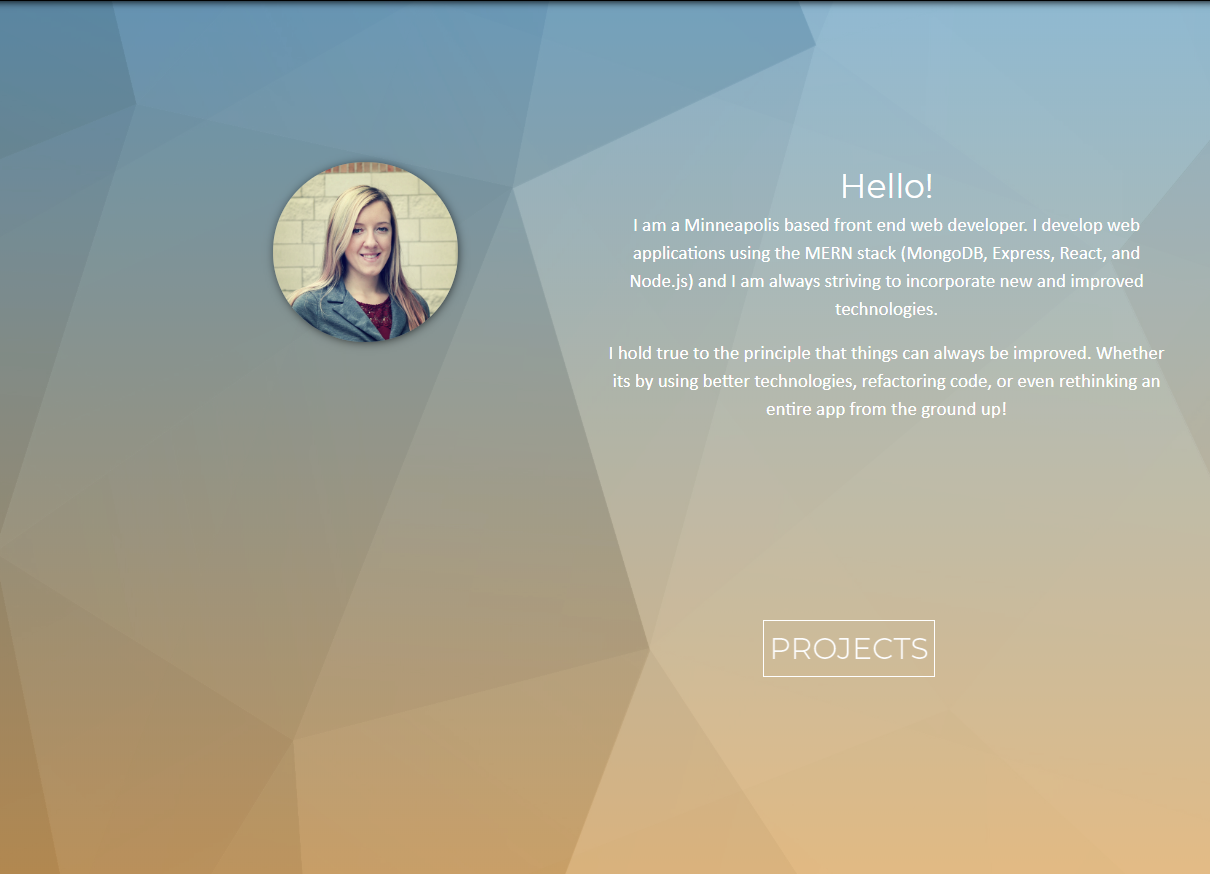 Hello!
I am a Minneapolis based front end web developer. I develop web
applications using the MERN stack (MongoDB, Express, React, and
Node.js) and I am always striving to incorporate new and improved
technologies.
I hold true to the principle that things can always be improved. Whether
its by using better technologies, refactoring code, or even rethinking an
entire app from the ground up!
PROJECTS